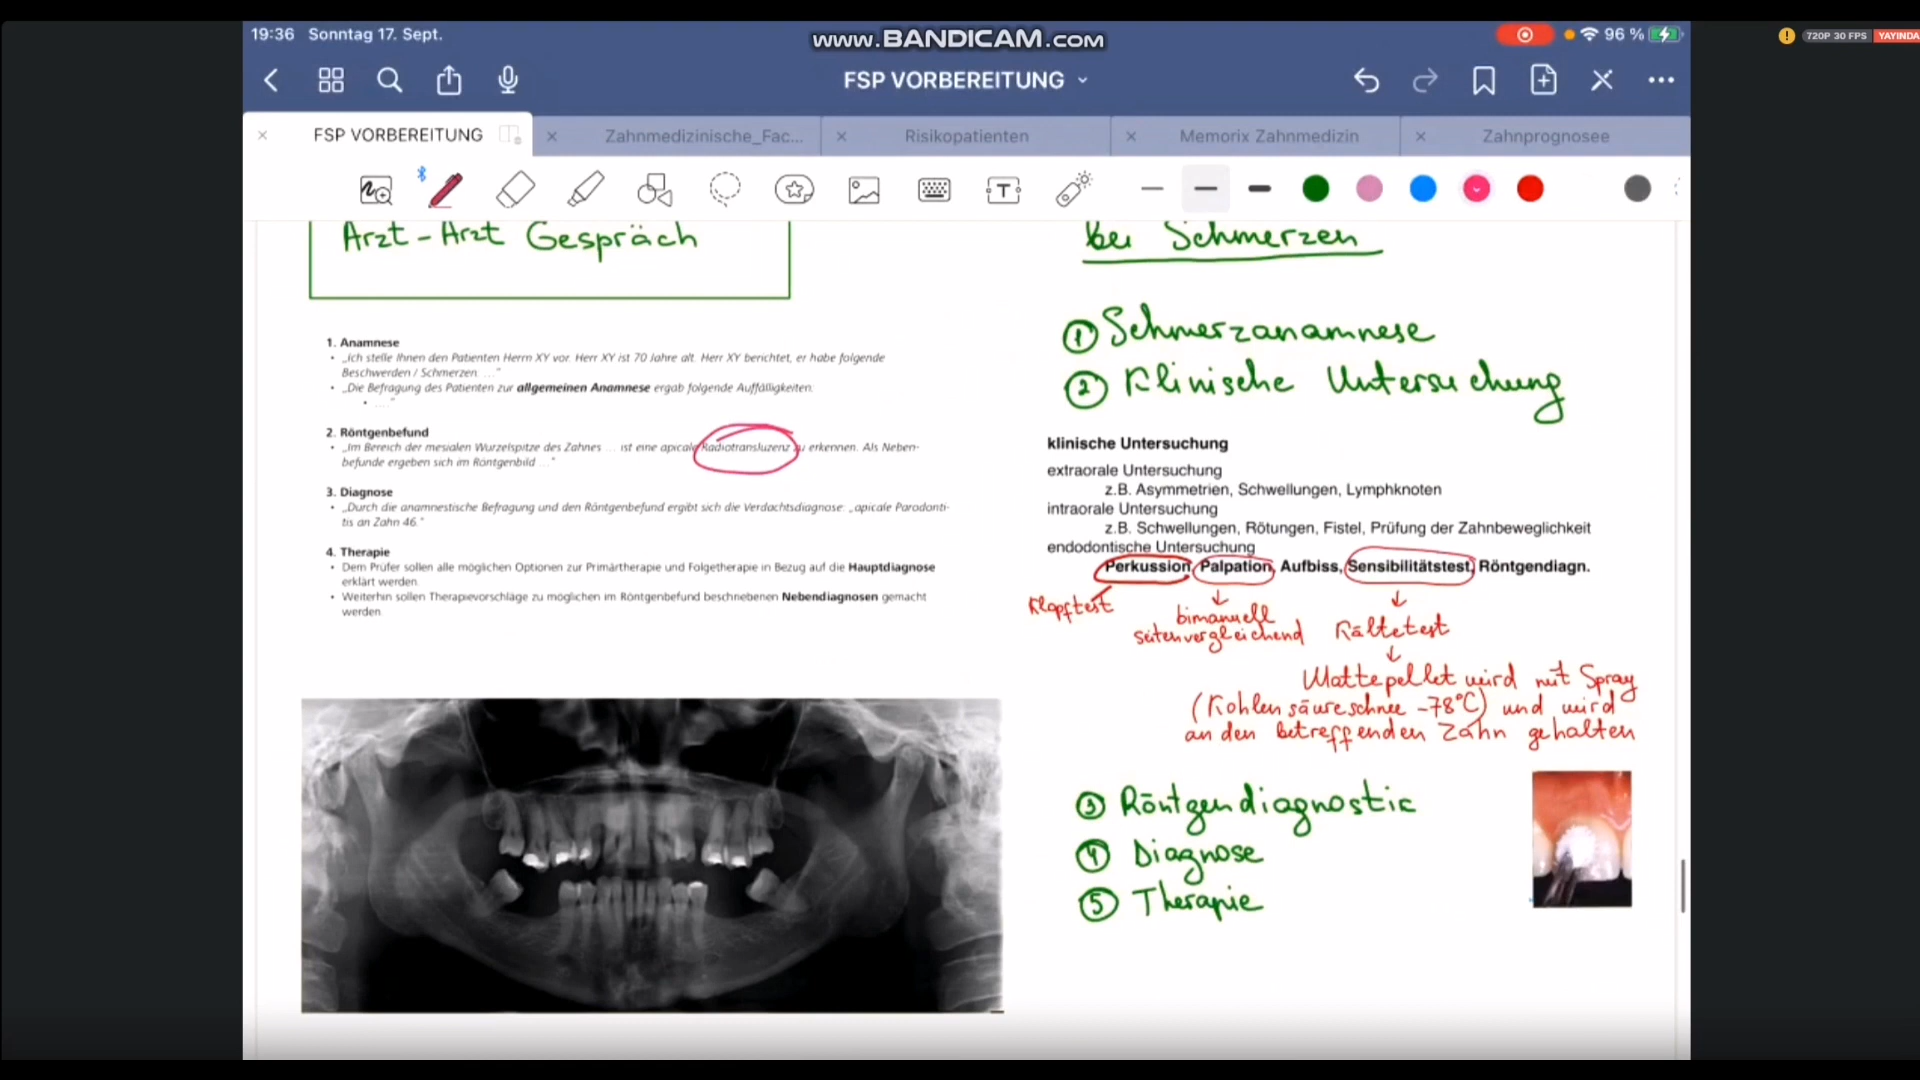 19:36 Sonntag 17. Sept.
www.BANDICAM.com
96 %
720P 30 FPS
YAYINDA
FSP VORBEREITUNG
FSP VORBEREITUNG
Zahnmedizinische_Fac...
Risikopatienten
Memorix Zahnmedizin
Zahnprognosee
Arzt-Arzt Gespräch
1. Anamnese
• „Ich stelle Ihnen den Patienten Herrn XY vor. Herr XY ist 70 Jahre alt. Herr XY berichtet, er habe folgende
Beschwerden / Schmerzen ...."
• „Die Befragung des Patienten zur allgemeinen Anamnese ergab folgende Auffälligkeiten:
• ...."
2. Röntgenbefund
• „Im Bereich der mesialen Wurzelspitze des Zahnes ... ist eine apicale Radiotransluzenz zu erkennen. Als Neben-
befunde ergeben sich im Röntgenbild ..."
3. Diagnose
• „Durch die anamnestische Befragung und den Röntgenbefund ergibt sich die Verdachtsdiagnose: „apicale Parodonti-
tis an Zahn 46."
4. Therapie
• Dem Prüfer sollen alle möglichen Optionen zur Primärtherapie und Folgetherapie in Bezug auf die Hauptdiagnose
erklärt werden.
• Weiterhin sollen Therapievorschläge zu möglichen im Röntgenbefund beschriebenen Nebendiagnosen gemacht
werden.
bei Schmerzen
① Schmerzanamnese
② Klinische Untersuchung
klinische Untersuchung
extraorale Untersuchung
z.B. Asymmetrien, Schwellungen, Lymphknoten
intraorale Untersuchung
z.B. Schwellungen, Rötungen, Fistel, Prüfung der Zahnbeweglichkeit
endodontische Untersuchung
Perkussion, Palpation, Aufbiss, Sensibilitätstest, Röntgendiagn.
Klopftest
bimanuell
seitenvergleichend
Kältetest
Wattepellet wird mit Spray
(Kohlensäureschnee -78°C) und wird
an den betreffenden Zahn gehalten
③ Röntgendiagnostic
④ Diagnose
⑤ Therapie